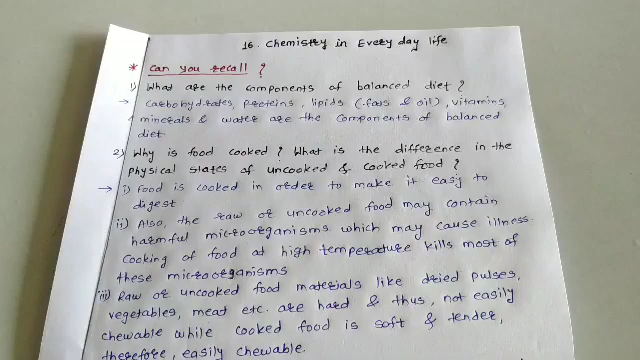 16. Chemistry in Every day life
* Can you recall ?
1) What are the components of balanced diet ?
→ Carbohydrates, proteins, lipids (fats & oil), vitamins,
minerals & water are the components of balanced
diet
2) Why is food cooked ? What is the difference in the
physical states of uncooked & cooked food ?
→ i) Food is cooked in order to make it easy to
digest
ii) Also, the raw or uncooked food may contain
harmful microorganisms which may cause illness.
Cooking of food at high temperature kills most of
these microorganisms
iii) Raw or uncooked food materials like dried pulses,
vegetables, meat etc. are hard & thus, not easily
chewable while cooked food is soft & tender,
therefore, easily chewable.